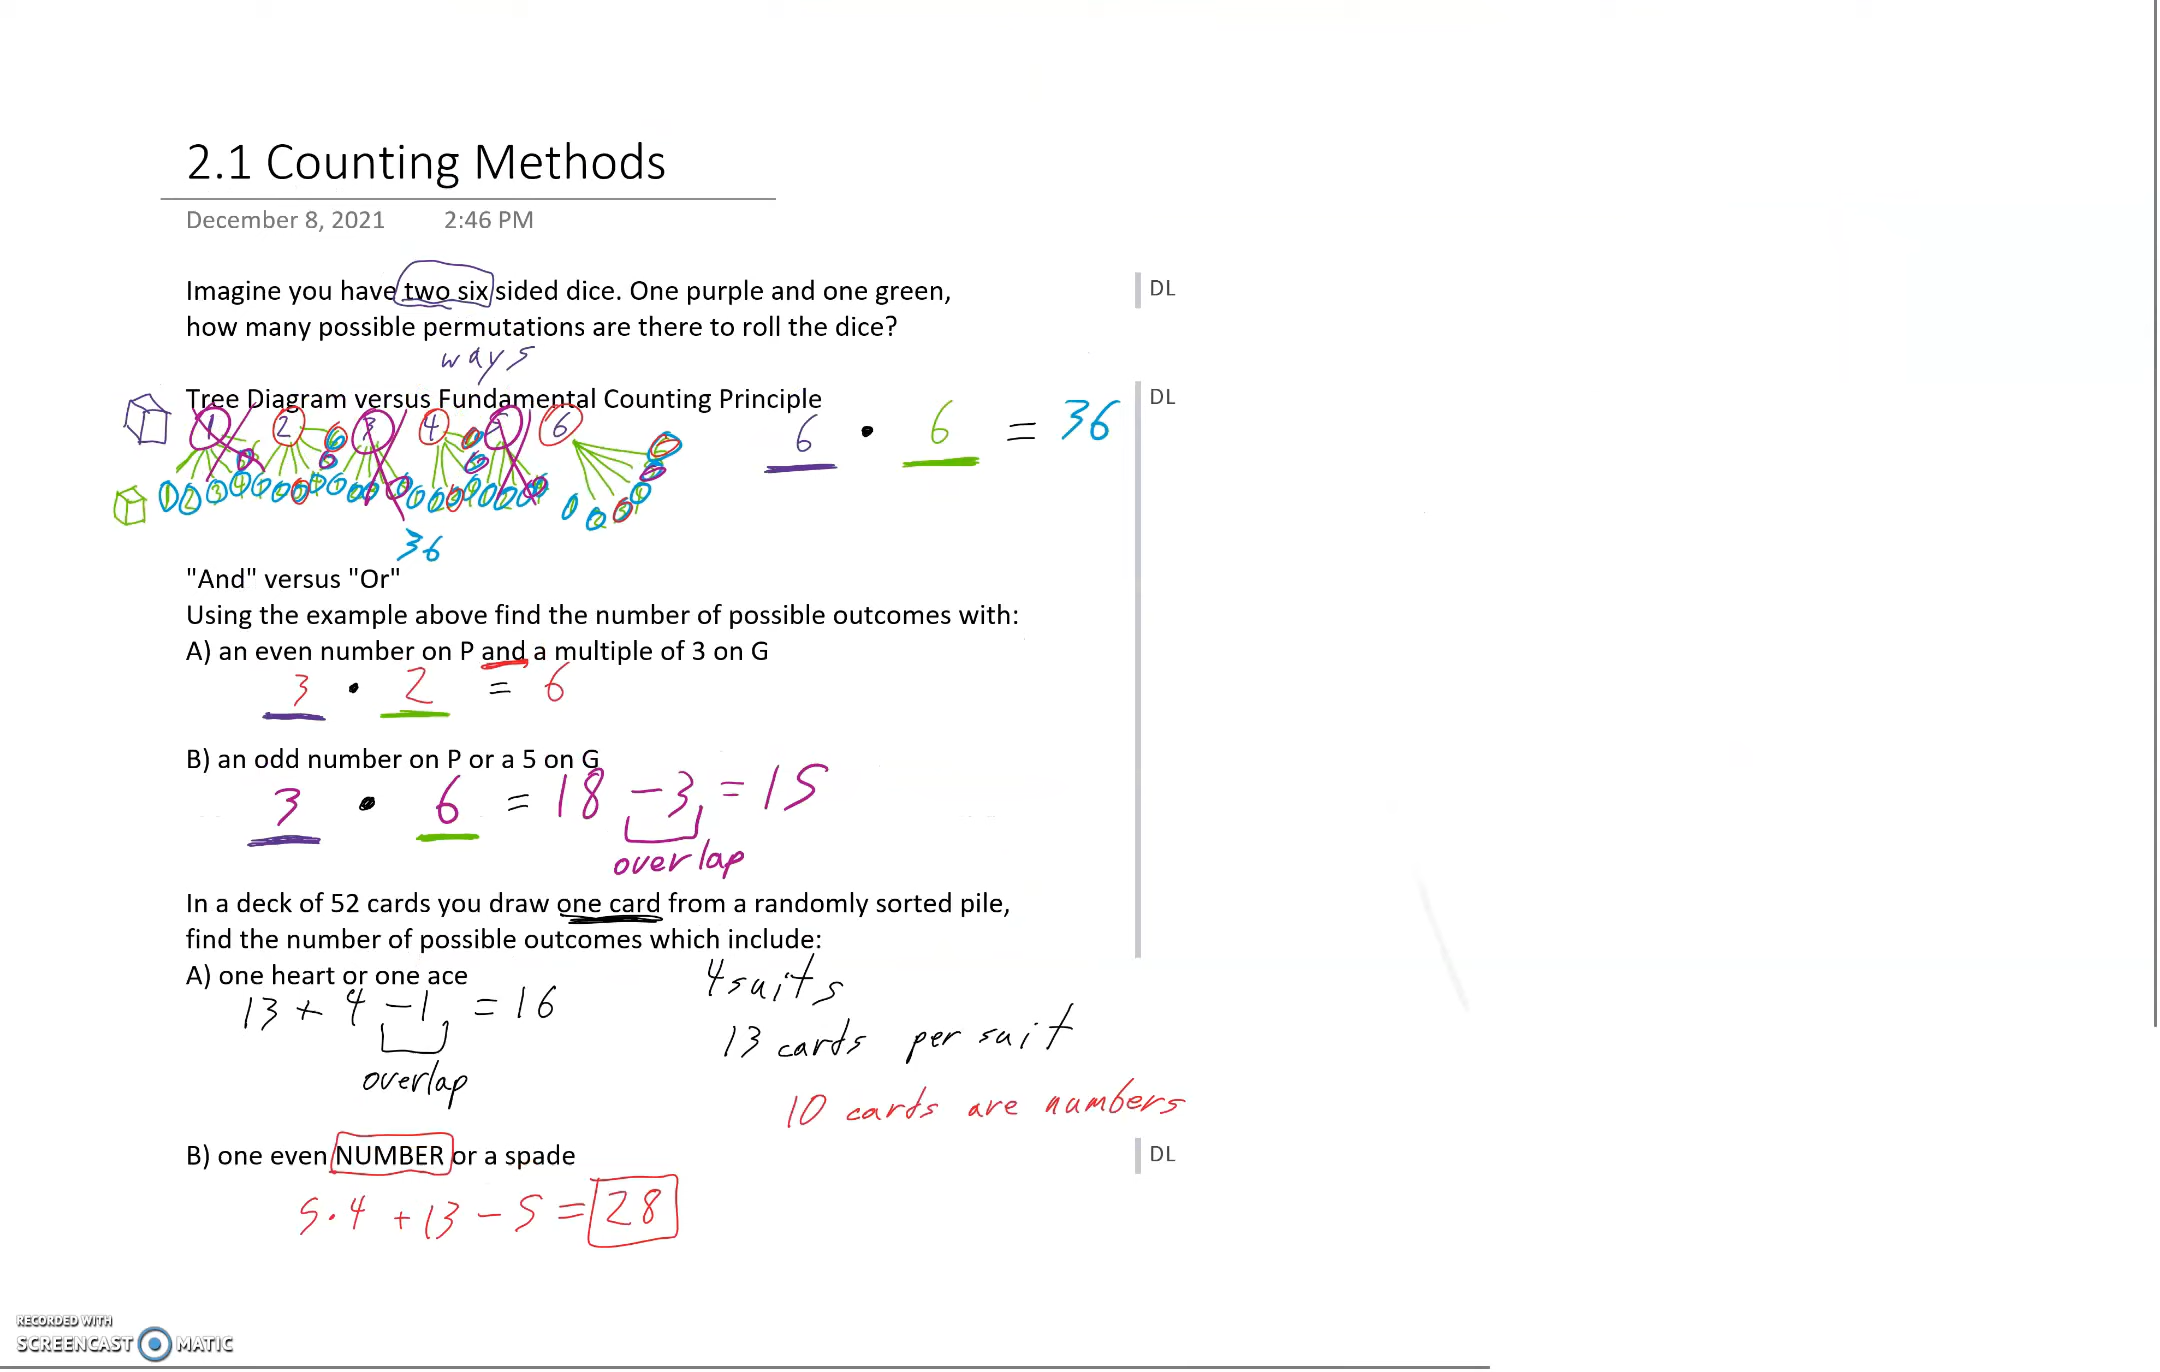 2.1 Counting Methods
December 8, 2021 2:46 PM
Imagine you have two six sided dice. One purple and one green, DL
how many possible permutations are there to roll the dice?
ways
Tree Diagram versus Fundamental Counting Principle DL
1 2 3 4 5 6
6 · 6 = 36
36
"And" versus "Or"
Using the example above find the number of possible outcomes with:
A) an even number on P and a multiple of 3 on G
3 · 2 = 6
B) an odd number on P or a 5 on G
3 · 6 = 18 - 3 = 15
overlap
In a deck of 52 cards you draw one card from a randomly sorted pile,
find the number of possible outcomes which include:
A) one heart or one ace
4 suits
13 + 4 - 1 = 16
13 cards per suit
overlap
10 cards are numbers
B) one even NUMBER or a spade DL
5 · 4 + 13 - 5 = 28
RECORDED WITH
SCREENCAST MATIC